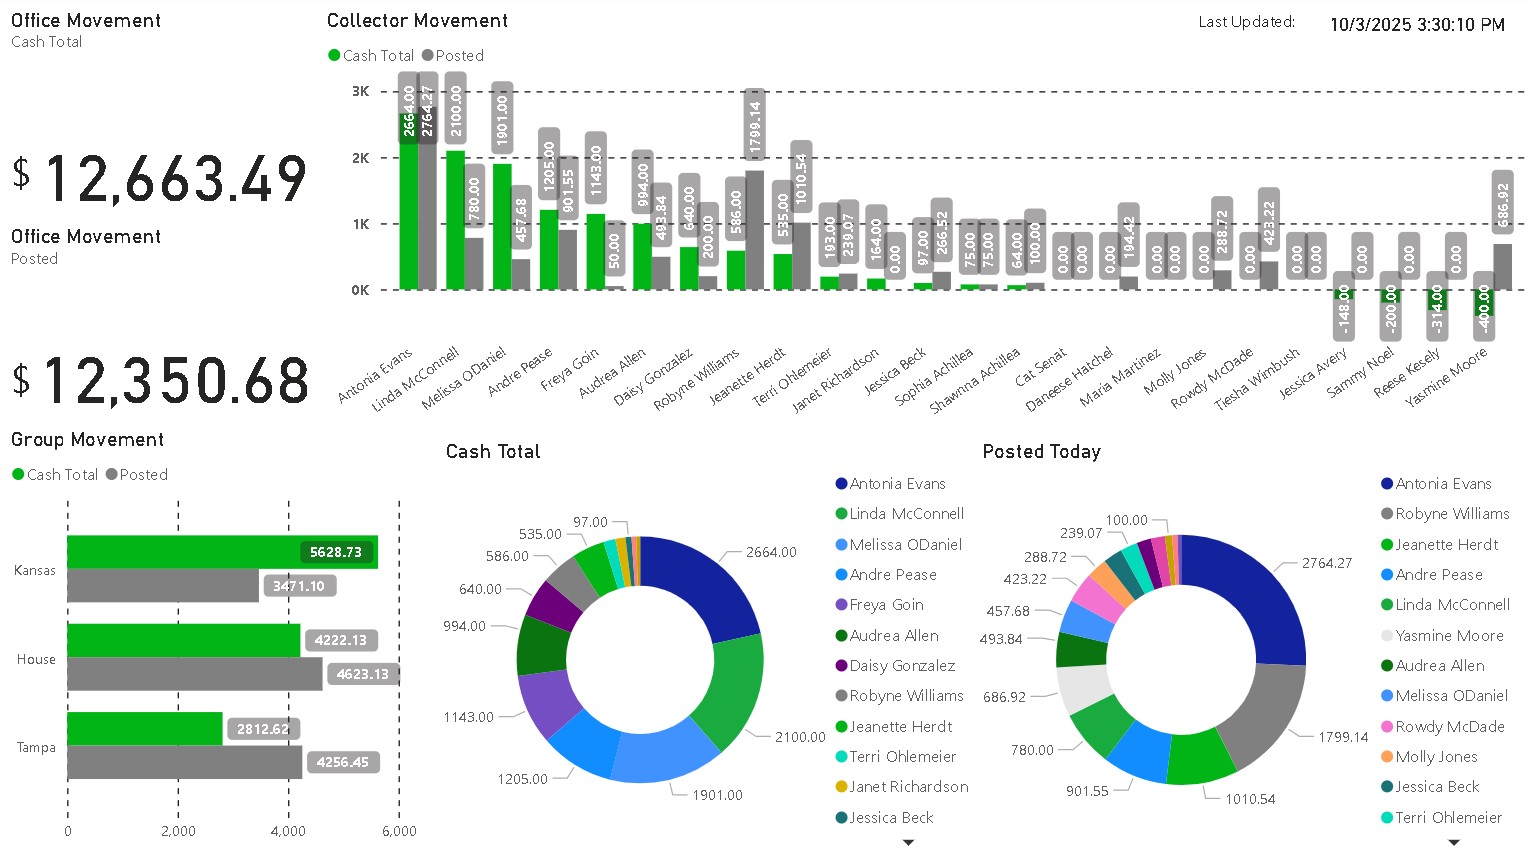 Office Movement
Cash Total
$ 12,663.49
Office Movement
Posted
$ 12,350.68
Collector Movement
Last Updated: 10/3/2025 3:30:10 PM
Cash Total Posted
3K
2K
1K
0K
2664.00 2764.27 2100.00 780.00 1901.00 457.68 1205.00 901.55 1143.00 50.00 994.00 493.84 640.00 200.00 586.00 1799.14 535.00 1010.54 193.00 239.07 164.00 0.00 97.00 266.52 75.00 75.00 64.00 100.00 0.00 0.00 0.00 194.42 0.00 0.00 0.00 288.72 0.00 423.22 0.00 0.00 -148.00 0.00 -200.00 0.00 -314.00 0.00 -400.00 686.92
Antonia Evans
Linda McConnell
Melissa ODaniel
Andre Pease
Freya Goin
Audrea Allen
Daisy Gonzalez
Robyne Williams
Jeanette Herdt
Terri Ohlemeier
Janet Richardson
Jessica Beck
Sophia Achillea
Shawna Achillea
Cat Senat
Daneese Hatchel
Maria Martinez
Molly Jones
Rowdy McDade
Tiesha Wimbush
Jessica Avery
Sammy Noel
Reese Kesely
Yasmine Moore
Group Movement
Cash Total Posted
Kansas
5628.73
3471.10
House
4222.13
4623.13
Tampa
2812.62
4256.45
0 2,000 4,000 6,000
Cash Total
97.00
535.00
586.00
640.00
994.00
1143.00
1205.00
1901.00
2100.00
2664.00
Antonia Evans
Linda McConnell
Melissa ODaniel
Andre Pease
Freya Goin
Audrea Allen
Daisy Gonzalez
Robyne Williams
Jeanette Herdt
Terri Ohlemeier
Janet Richardson
Jessica Beck
Posted Today
100.00
239.07
288.72
423.22
457.68
493.84
686.92
780.00
901.55
1010.54
1799.14
2764.27
Antonia Evans
Robyne Williams
Jeanette Herdt
Andre Pease
Linda McConnell
Yasmine Moore
Audrea Allen
Melissa ODaniel
Rowdy McDade
Molly Jones
Jessica Beck
Terri Ohlemeier